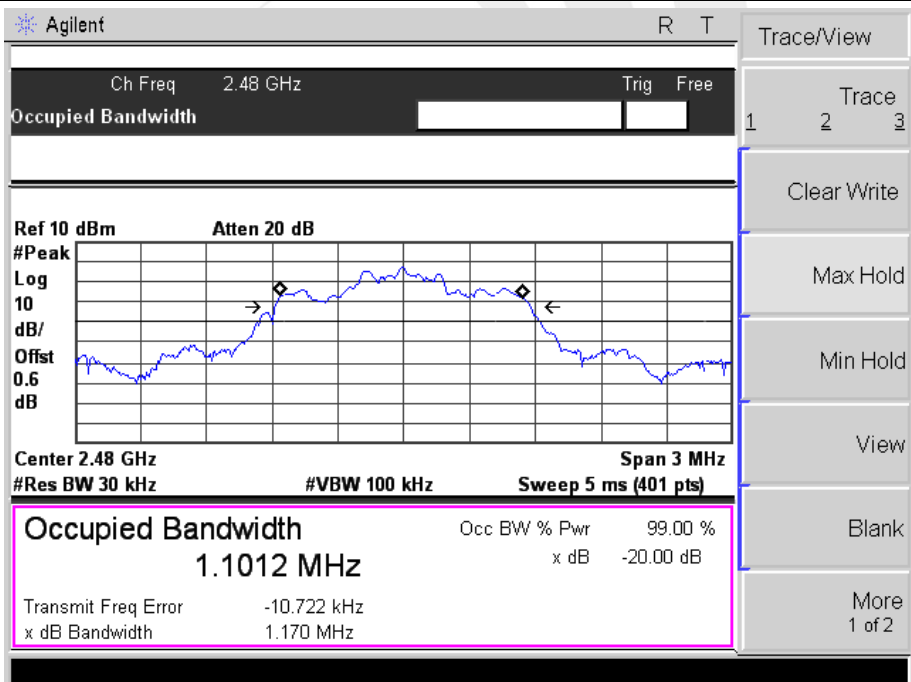 Agilent R T
Ch Freq 2.48 GHz Trig Free
Occupied Bandwidth
Ref 10 dBm Atten 20 dB
#Peak
Log
10
dB/
Offst
0.6
dB
Center 2.48 GHz Span 3 MHz
#Res BW 30 kHz #VBW 100 kHz Sweep 5 ms (401 pts)
Occupied Bandwidth Occ BW % Pwr 99.00 %
1.1012 MHz x dB -20.00 dB
Transmit Freq Error -10.722 kHz
x dB Bandwidth 1.170 MHz
Trace/View
Trace
1 2 3
Clear Write
Max Hold
Min Hold
View
Blank
More
1 of 2